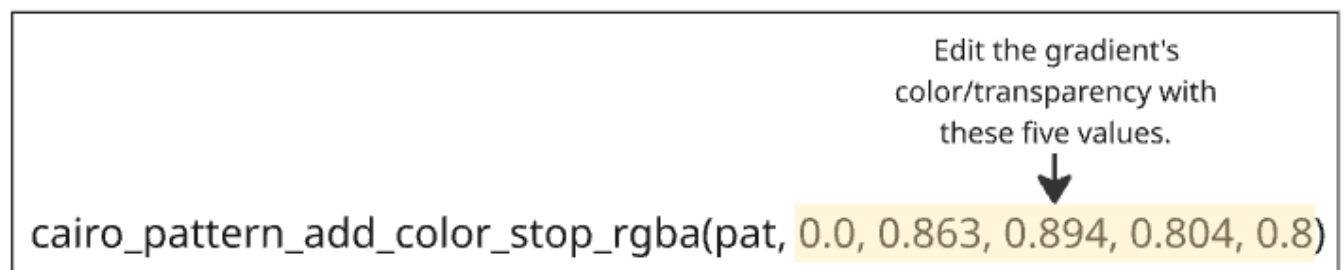 Edit the gradient's
color/transparency with
these five values.
cairo_pattern_add_color_stop_rgba(pat, 0.0, 0.863, 0.894, 0.804, 0.8)